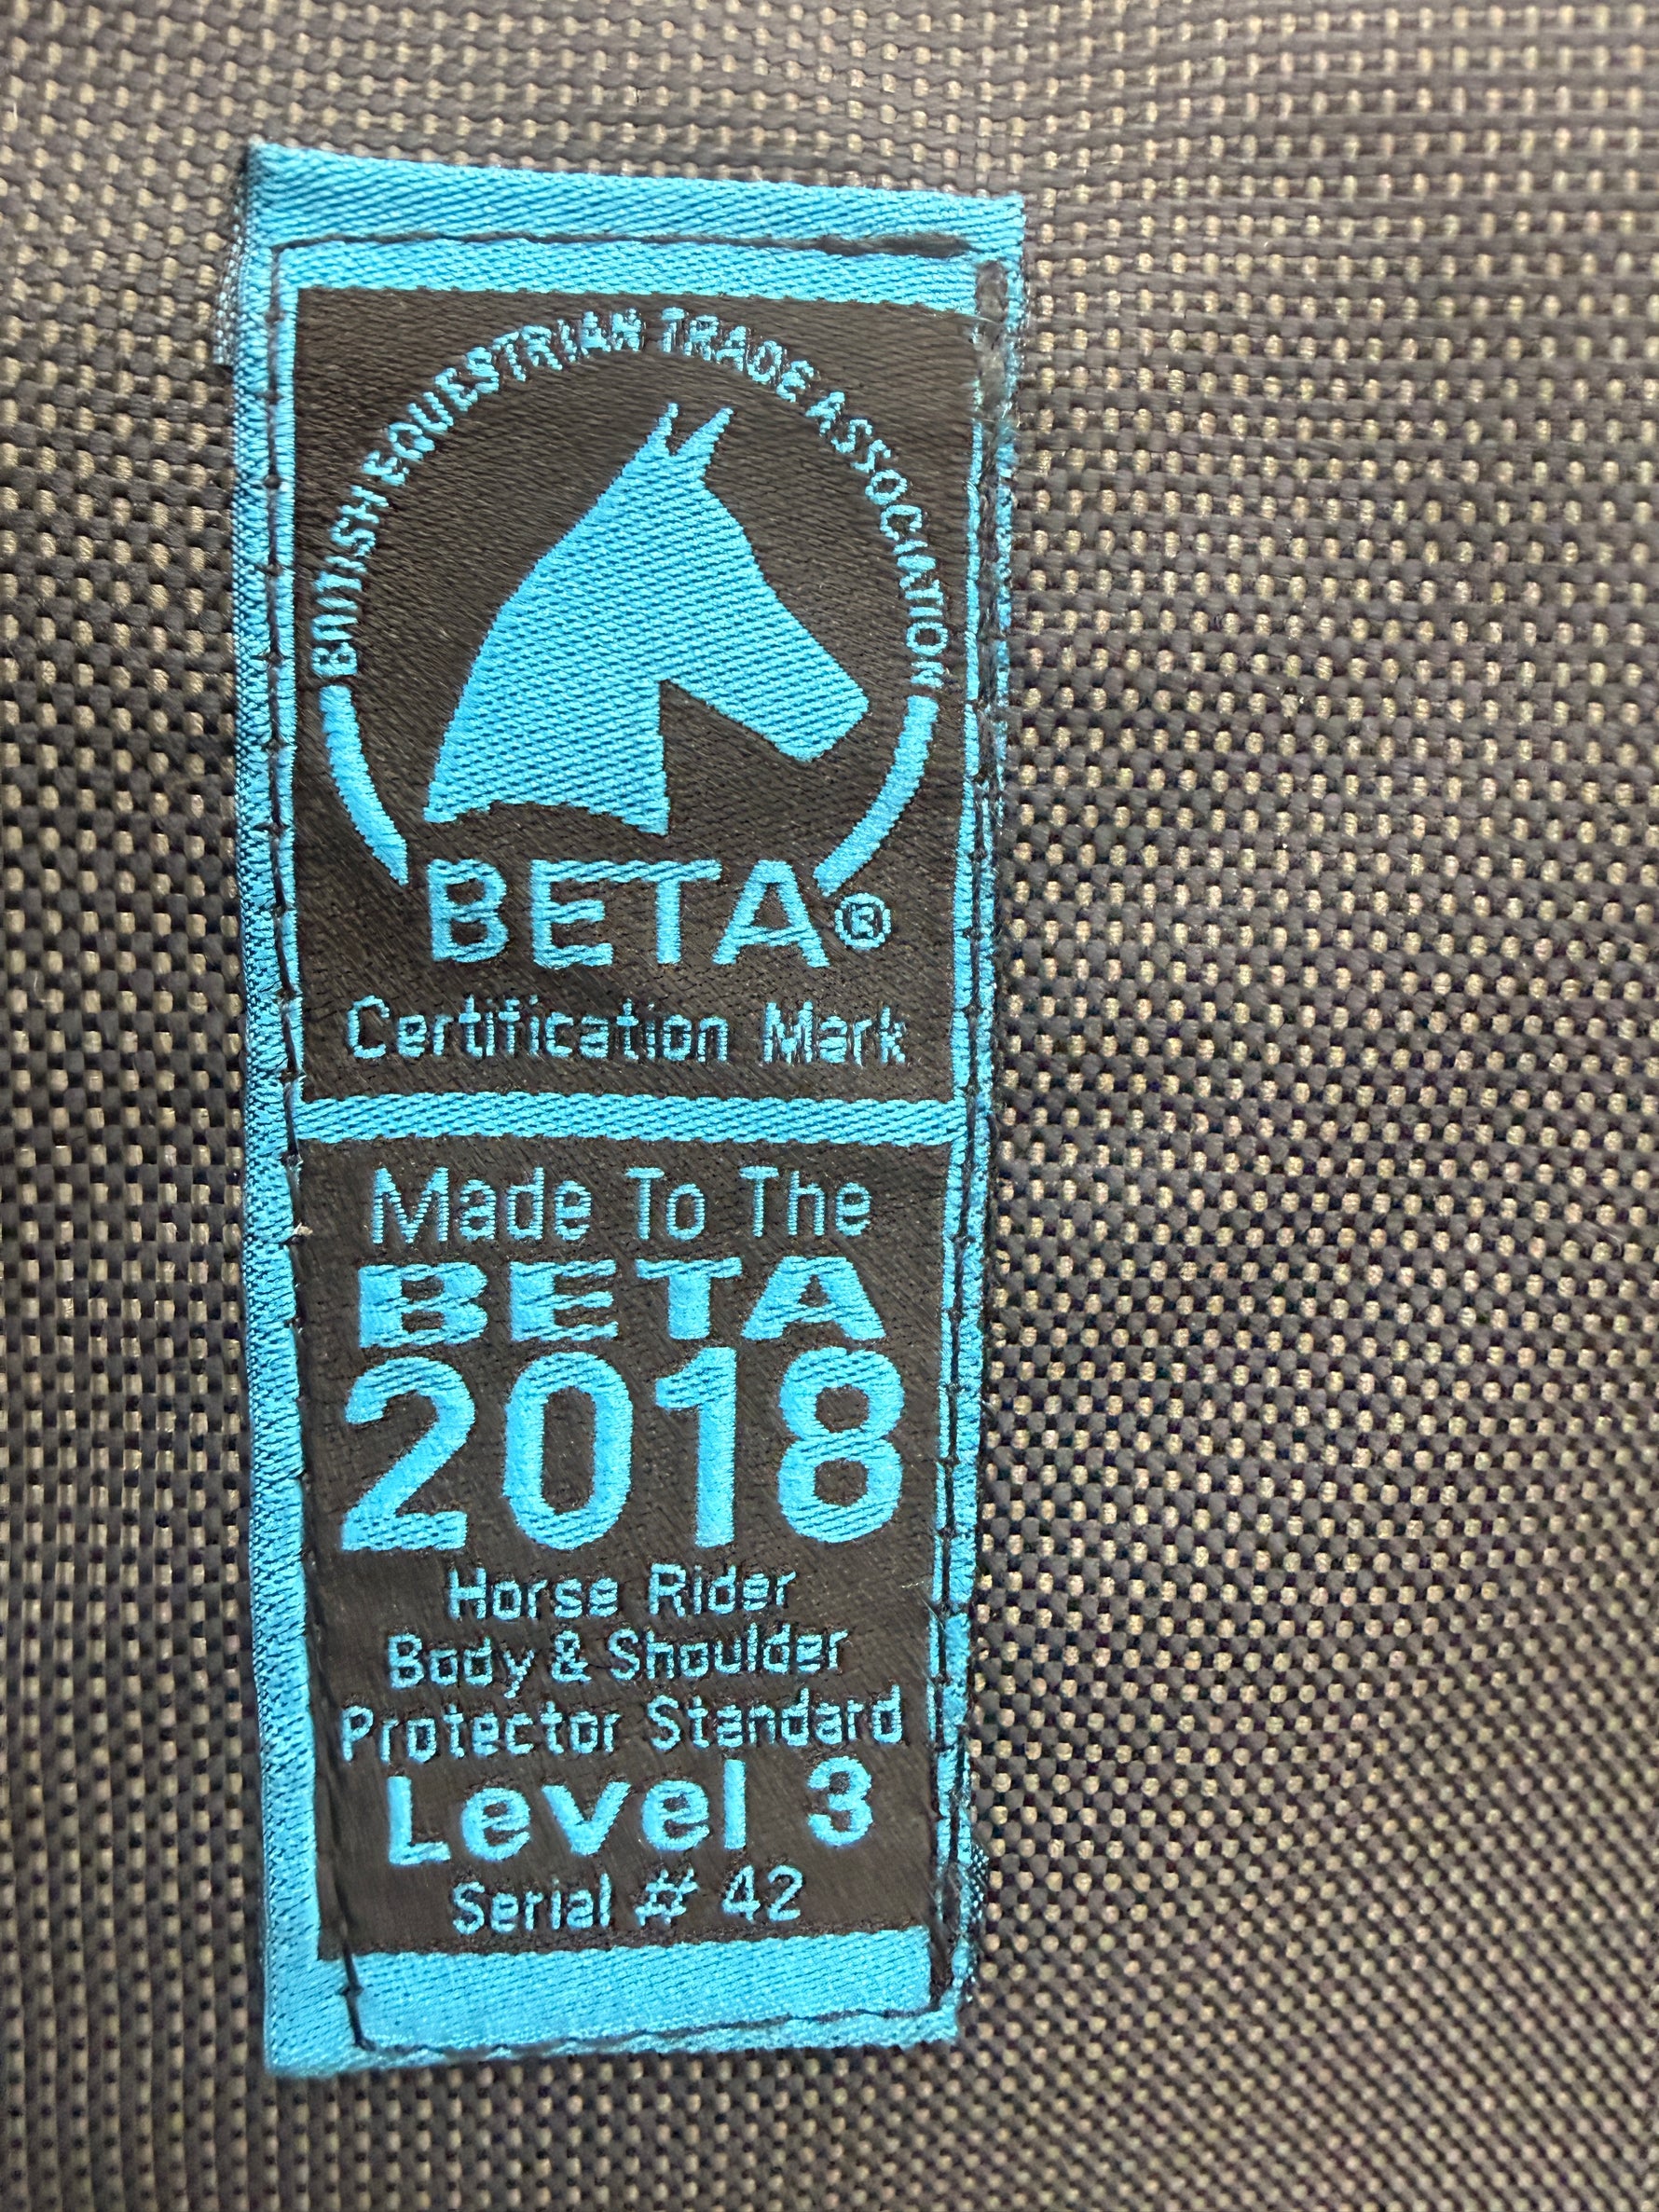 BRITISH EQUESTRIAN TRADE ASSOCIATION
BETA®
Certification Mark
Made To The
BETA
2018
Horse Rider
Body & Shoulder
Protector Standard
Level 3
Serial # 42